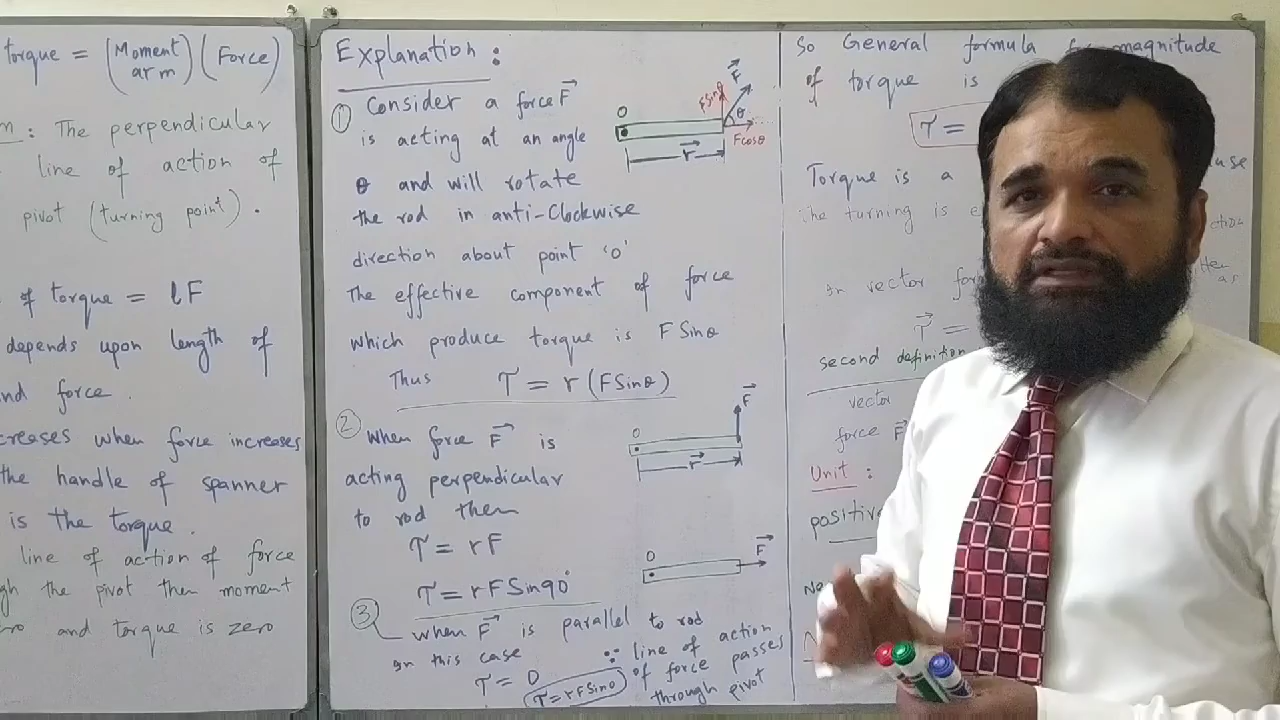 torque = (Moment arm) (Force)
m : The perpendicular
line of action of
pivot (turning point).
of torque = lF
depends upon length of
and force.
creases when force increases
the handle of spanner
is the torque.
line of action of force
gh the pivot then moment
ero and torque is zero
Explanation :
① Consider a force F⃗
is acting at an angle
θ and will rotate
the rod in anti-Clockwise
direction about point 'O'
The effective component of force
which produce torque is F Sinθ
Thus τ = r (F Sinθ)
② When force F⃗ is
acting perpendicular
to rod then
τ = rF
τ = rF Sin90°
③ when F⃗ is parallel to rod
In this case
τ = 0
τ = rF Sin0
∵ line of action
of force passes
through pivot
O
F⃗
F Sinθ
θ
F Cosθ
r⃗
O
F⃗
r⃗
O
F⃗
So General formula for magnitude
of torque is
τ =
Torque is a
The turning is
In vector
as
τ⃗ =
second definition
vector
force F⃗
Unit :
positive